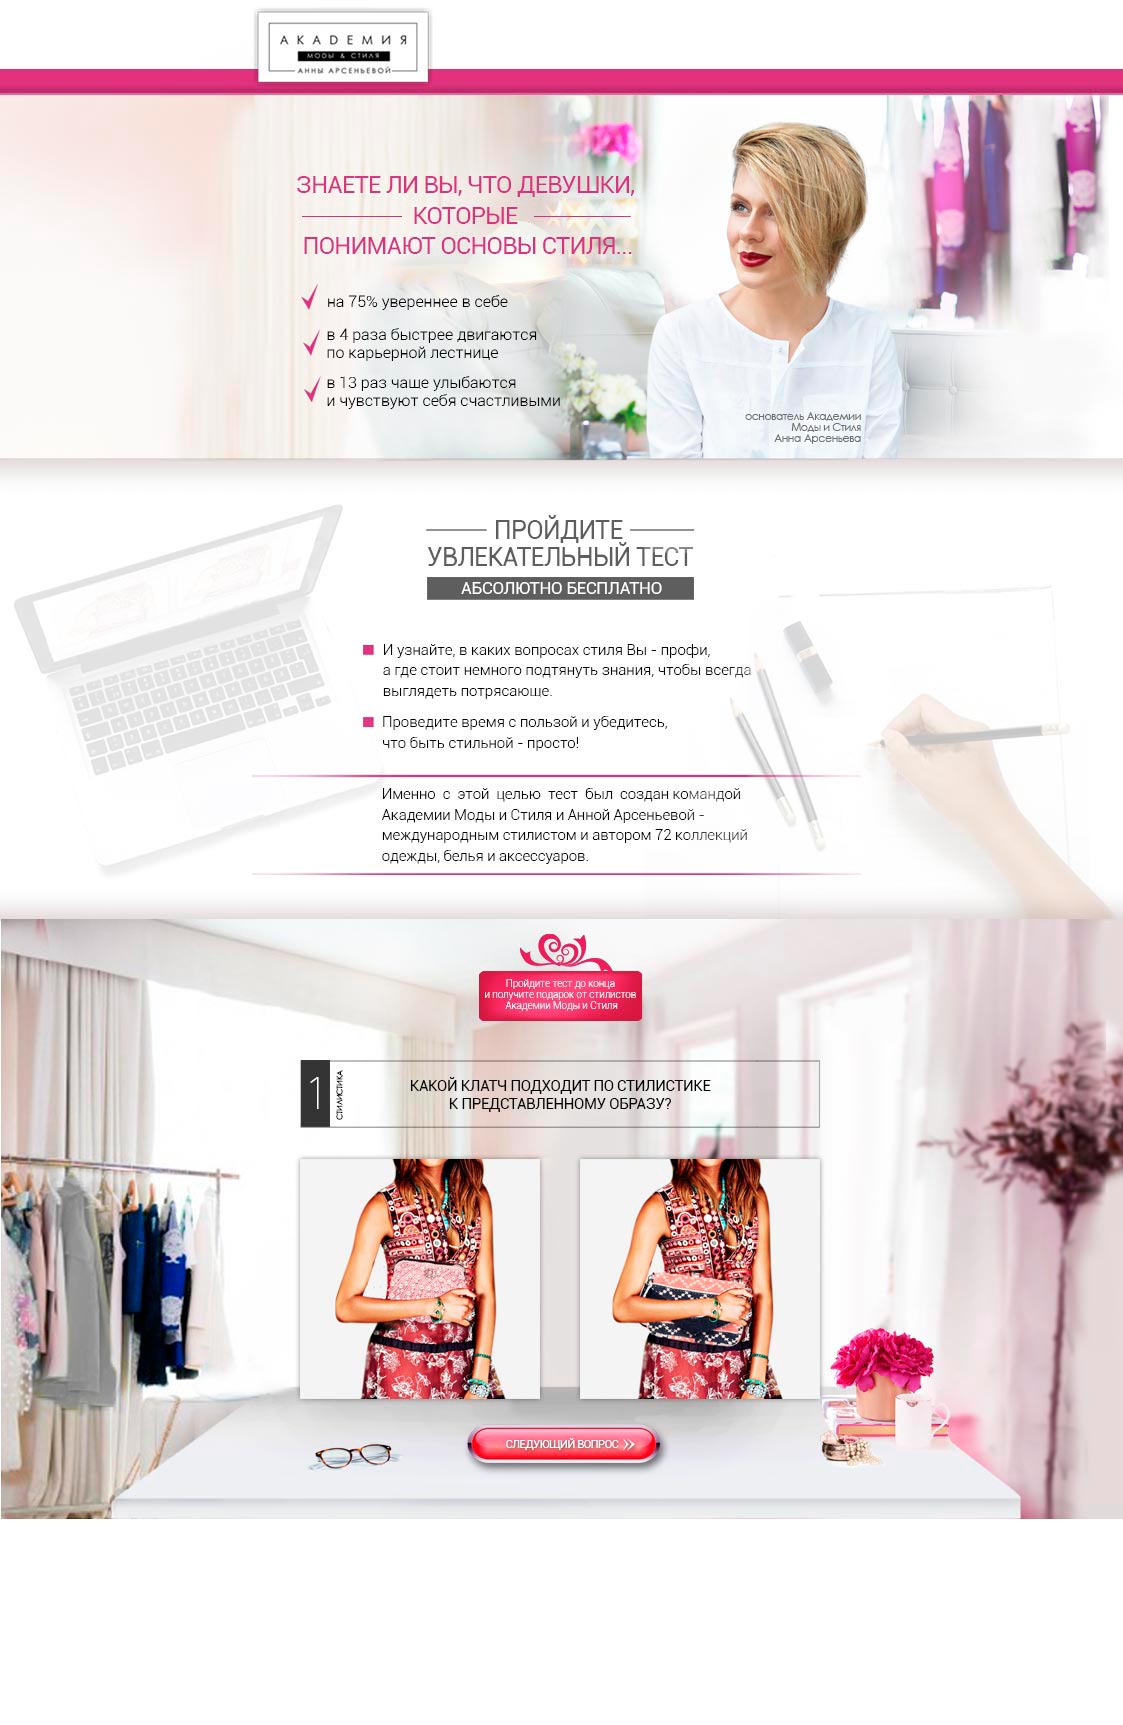 АКАДЕМИЯ
МОДЫ & СТИЛЯ
АННЫ АРСЕНЬЕВОЙ
ЗНАЕТЕ ЛИ ВЫ, ЧТО ДЕВУШКИ,
КОТОРЫЕ
ПОНИМАЮТ ОСНОВЫ СТИЛЯ...
на 75% увереннее в себе
в 4 раза быстрее двигаются
по карьерной лестнице
в 13 раз чаще улыбаются
и чувствуют себя счастливыми
основатель Академии
Моды и Стиля
Анна Арсеньева
ПРОЙДИТЕ
УВЛЕКАТЕЛЬНЫЙ ТЕСТ
АБСОЛЮТНО БЕСПЛАТНО
И узнайте, в каких вопросах стиля Вы - профи,
а где стоит немного подтянуть знания, чтобы всегда
выглядеть потрясающе.
Проведите время с пользой и убедитесь,
что быть стильной - просто!
Именно с этой целью тест был создан командой
Академии Моды и Стиля и Анной Арсеньевой -
международным стилистом и автором 72 коллекций
одежды, белья и аксессуаров.
Пройдите тест до конца
и получите подарок от стилистов
Академии Моды и Стиля
1
СТИЛИСТИКА
КАКОЙ КЛАТЧ ПОДХОДИТ ПО СТИЛИСТИКЕ
К ПРЕДСТАВЛЕННОМУ ОБРАЗУ?
СЛЕДУЮЩИЙ ВОПРОС